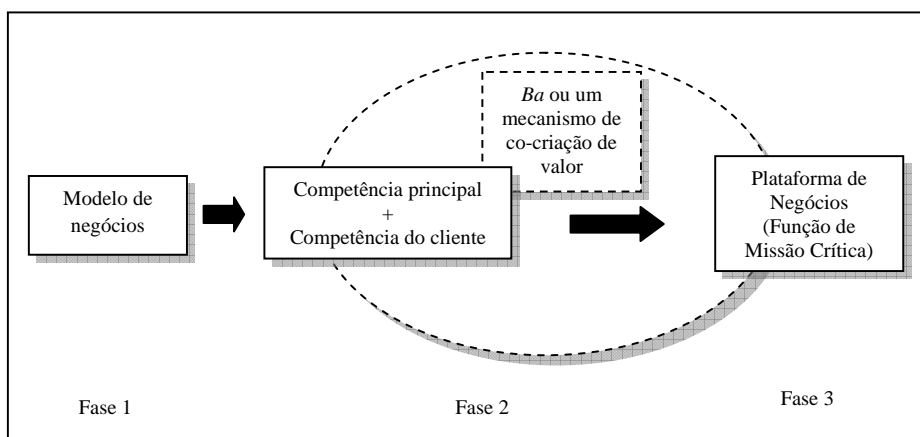 Modelo de
negócios
Competência principal
+
Competência do cliente
Ba ou um
mecanismo de
co-criação de
valor
Plataforma de
Negócios
(Função de
Missão Crítica)
Fase 1
Fase 2
Fase 3